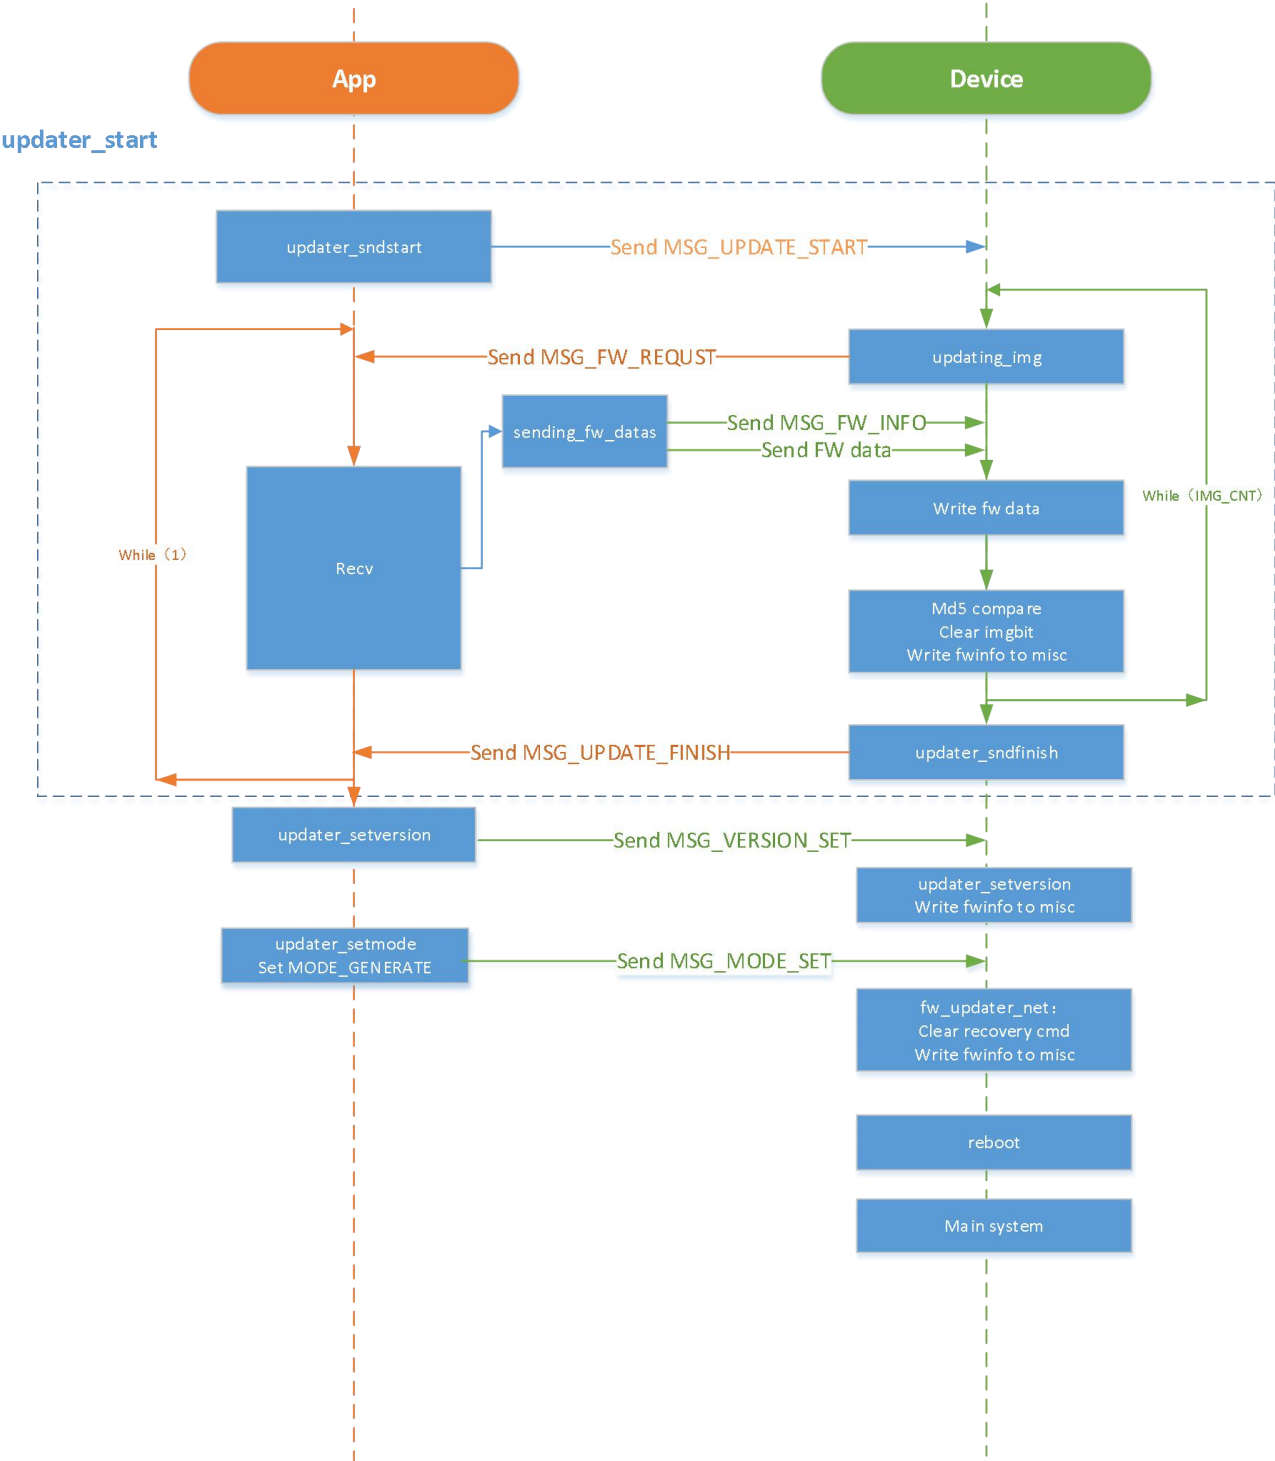 App
Device
updater_start
updater_sndstart
Send MSG_UPDATE_START
Send MSG_FW_REQUST
updating_img
sending_fw_datas
Send MSG_FW_INFO
Send FW data
While（IMG_CNT）
Write fw data
While（1）
Recv
Md5 compare
Clear imgbit
Write fwinfo to misc
Send MSG_UPDATE_FINISH
updater_sndfinish
updater_setversion
Send MSG_VERSION_SET
updater_setversion
Write fwinfo to misc
updater_setmode
Set MODE_GENERATE
Send MSG_MODE_SET
fw_updater_net：
Clear recovery cmd
Write fwinfo to misc
reboot
Main system